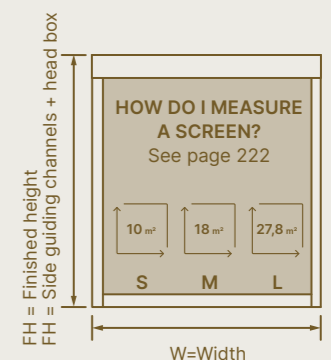 FH = Finished height
FH = Side guiding channels + head box
HOW DO I MEASURE
A SCREEN?
See page 222
10 m²
18 m²
27,8 m²
S
M
L
W=Width